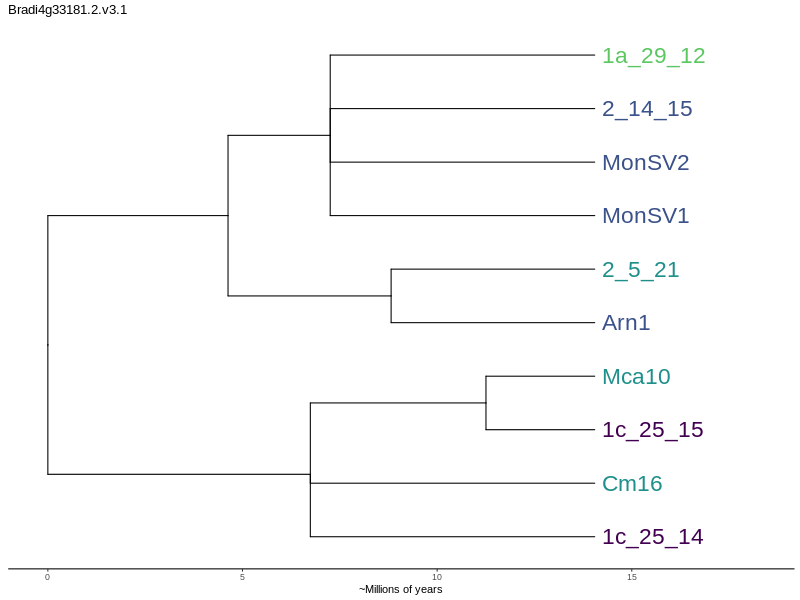 Bradi4g33181.2.v3.1
1a_29_12
2_14_15
MonSV2
MonSV1
2_5_21
Arn1
Mca10
1c_25_15
Cm16
1c_25_14
0 5 10 15
~Millions of years